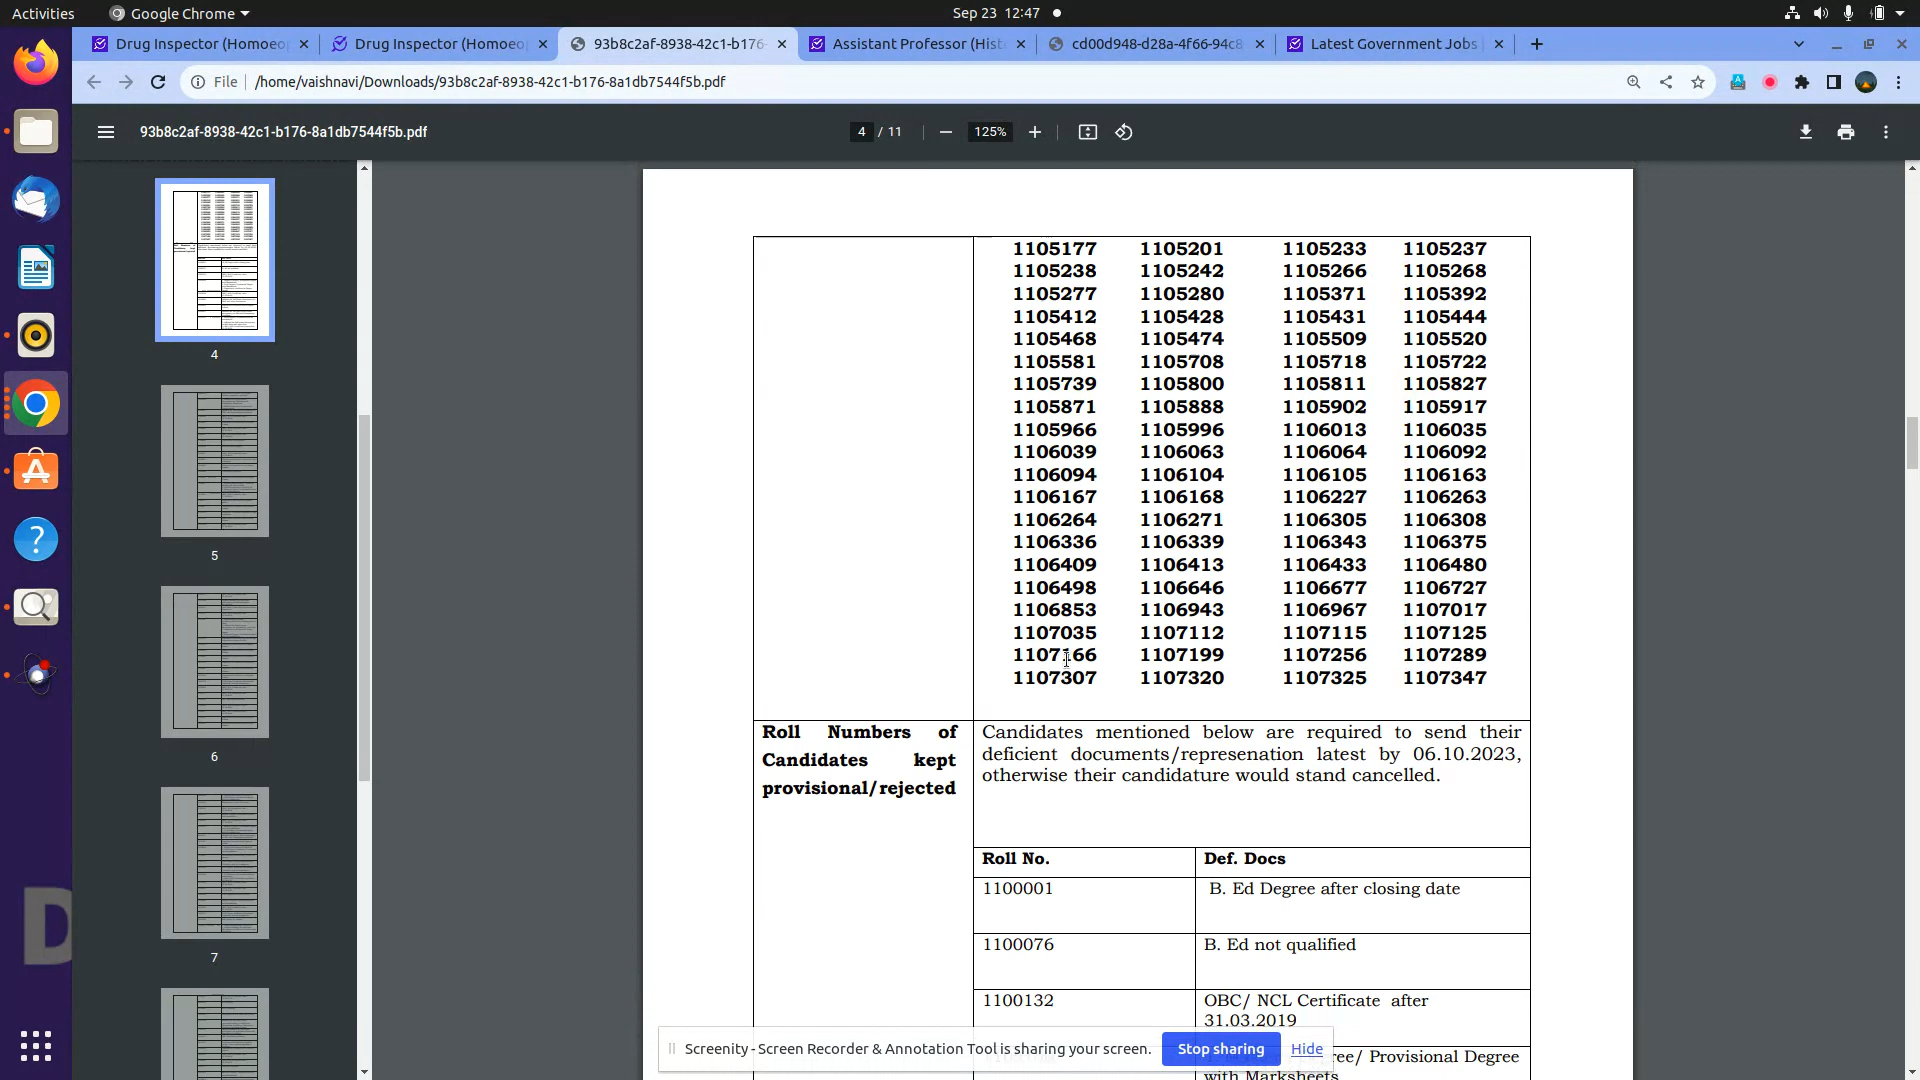 Activities
Google Chrome
Sep 23 12:47
Drug Inspector (Homoeop
Drug Inspector (Homoeop
93b8c2af-8938-42c1-b176-
Assistant Professor (Hist
cd00d948-d28a-4f66-94c8
Latest Government Jobs
File
/home/vaishnavi/Downloads/93b8c2af-8938-42c1-b176-8a1db7544f5b.pdf
93b8c2af-8938-42c1-b176-8a1db7544f5b.pdf
4 / 11
125%
4
5
6
7
1105177 1105201 1105233 1105237
1105238 1105242 1105266 1105268
1105277 1105280 1105371 1105392
1105412 1105428 1105431 1105444
1105468 1105474 1105509 1105520
1105581 1105708 1105718 1105722
1105739 1105800 1105811 1105827
1105871 1105888 1105902 1105917
1105966 1105996 1106013 1106035
1106039 1106063 1106064 1106092
1106094 1106104 1106105 1106163
1106167 1106168 1106227 1106263
1106264 1106271 1106305 1106308
1106336 1106339 1106343 1106375
1106409 1106413 1106433 1106480
1106498 1106646 1106677 1106727
1106853 1106943 1106967 1107017
1107035 1107112 1107115 1107125
1107166 1107199 1107256 1107289
1107307 1107320 1107325 1107347
Roll Numbers of
Candidates kept
provisional/rejected
Candidates mentioned below are required to send their
deficient documents/represenation latest by 06.10.2023,
otherwise their candidature would stand cancelled.
Roll No. Def. Docs
1100001 B. Ed Degree after closing date
1100076 B. Ed not qualified
1100132 OBC/ NCL Certificate after
31.03.2019
Provisional Degree
with Marksheets
Screenity - Screen Recorder & Annotation Tool is sharing your screen.
Stop sharing
Hide